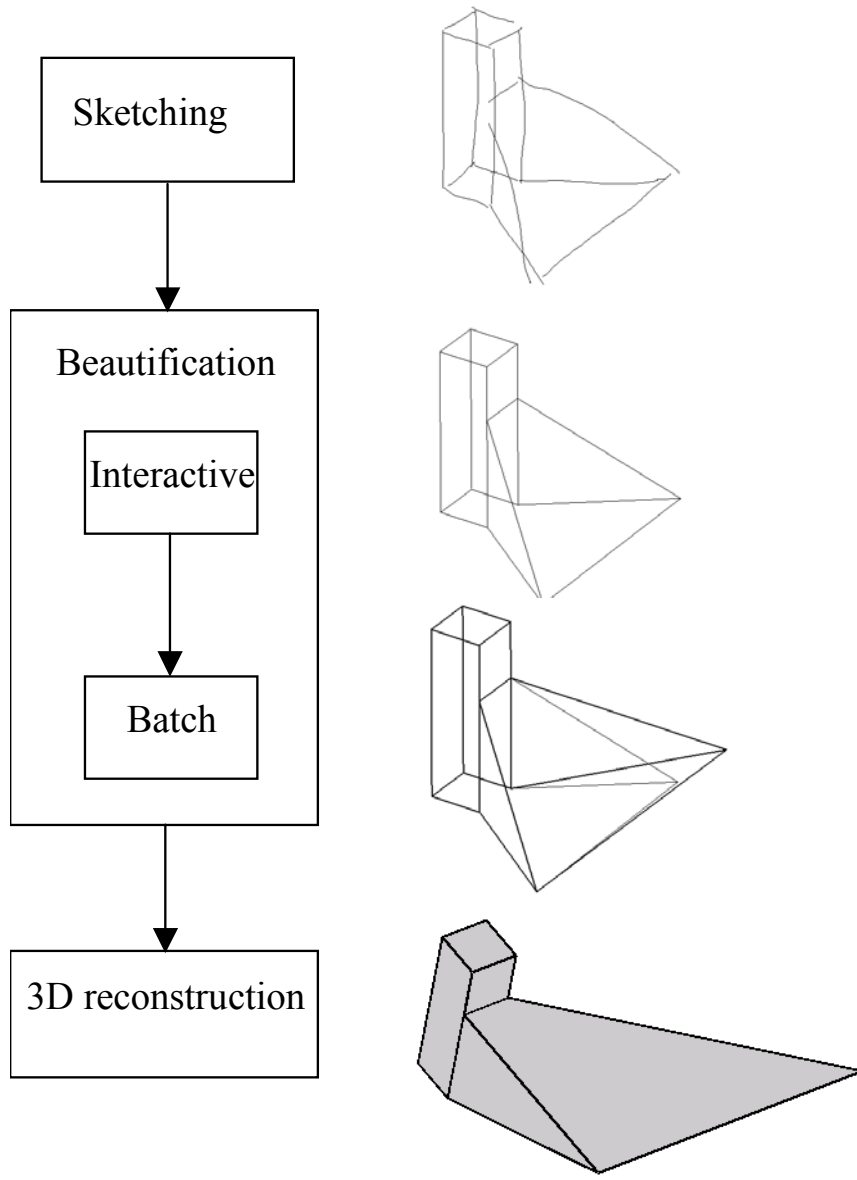 Sketching
Beautification
Interactive
Batch
3D reconstruction